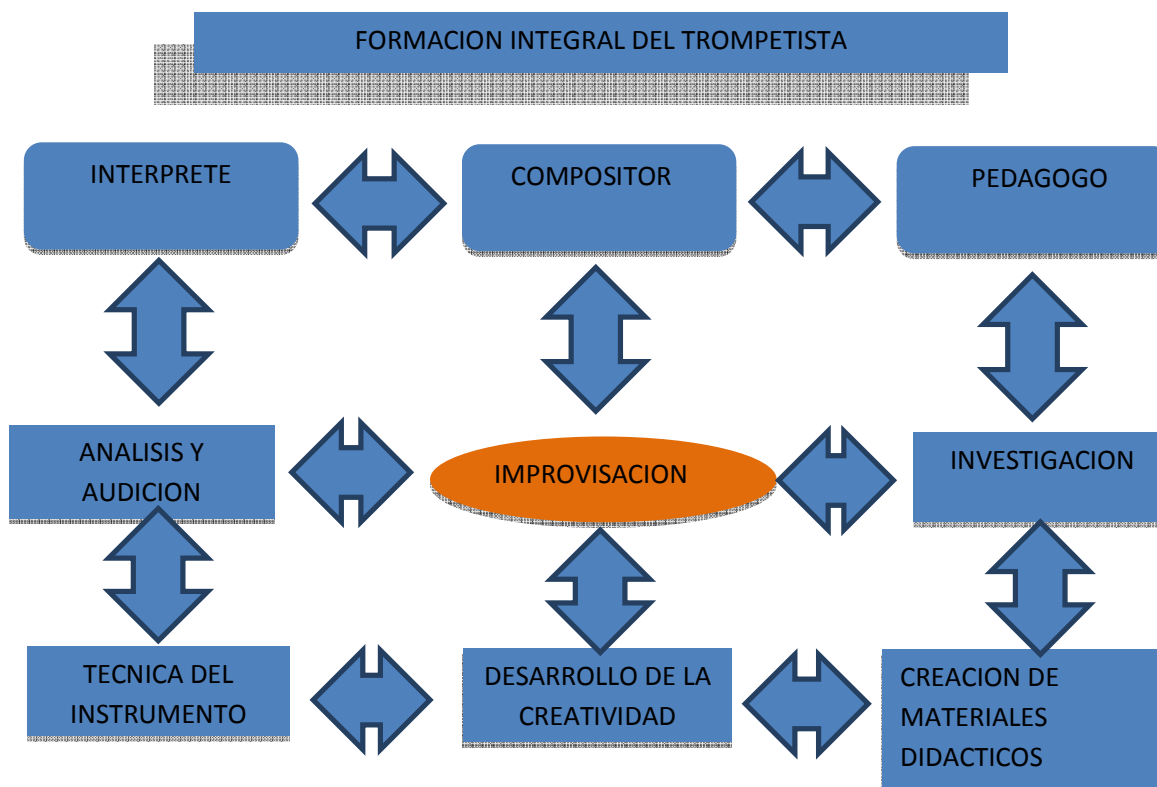 FORMACION INTEGRAL DEL TROMPETISTA
INTERPRETE
COMPOSITOR
PEDAGOGO
ANALISIS Y
AUDICION
IMPROVISACION
INVESTIGACION
TECNICA DEL
INSTRUMENTO
DESARROLLO DE LA
CREATIVIDAD
CREACION DE
MATERIALES
DIDACTICOS